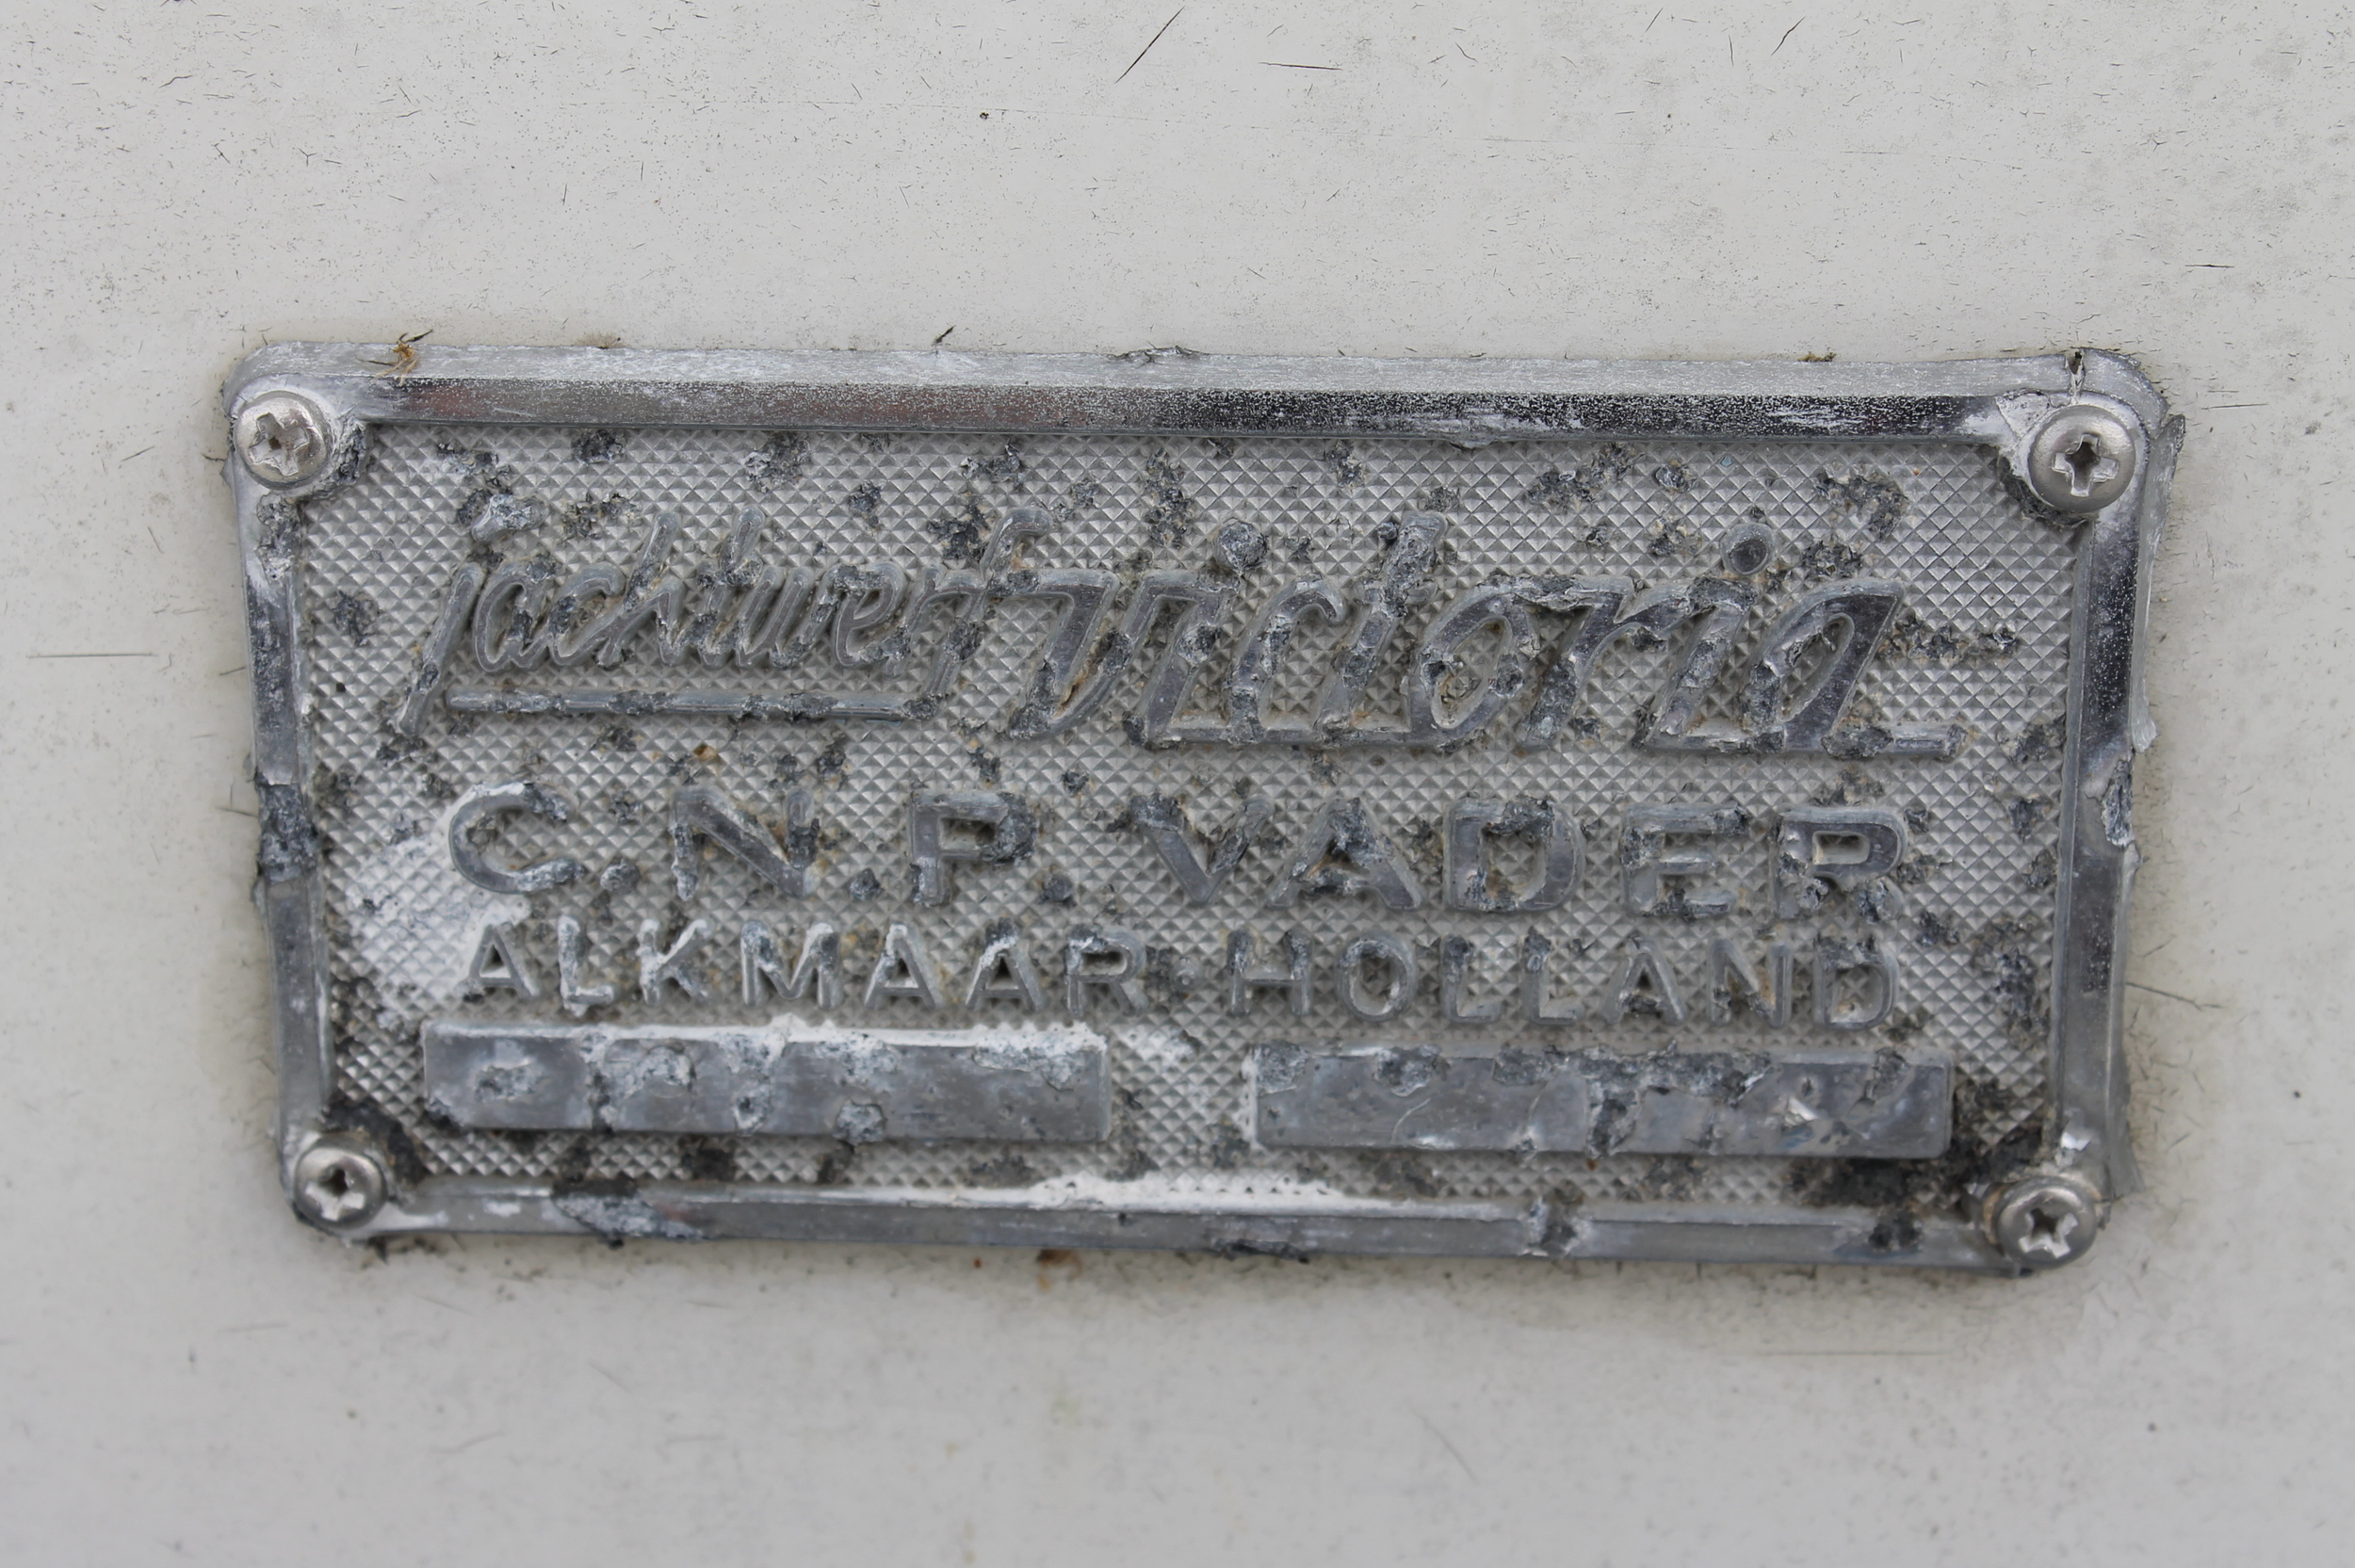 jachtwerf Victoria
C.N.P. VADER
ALKMAAR-HOLLAND